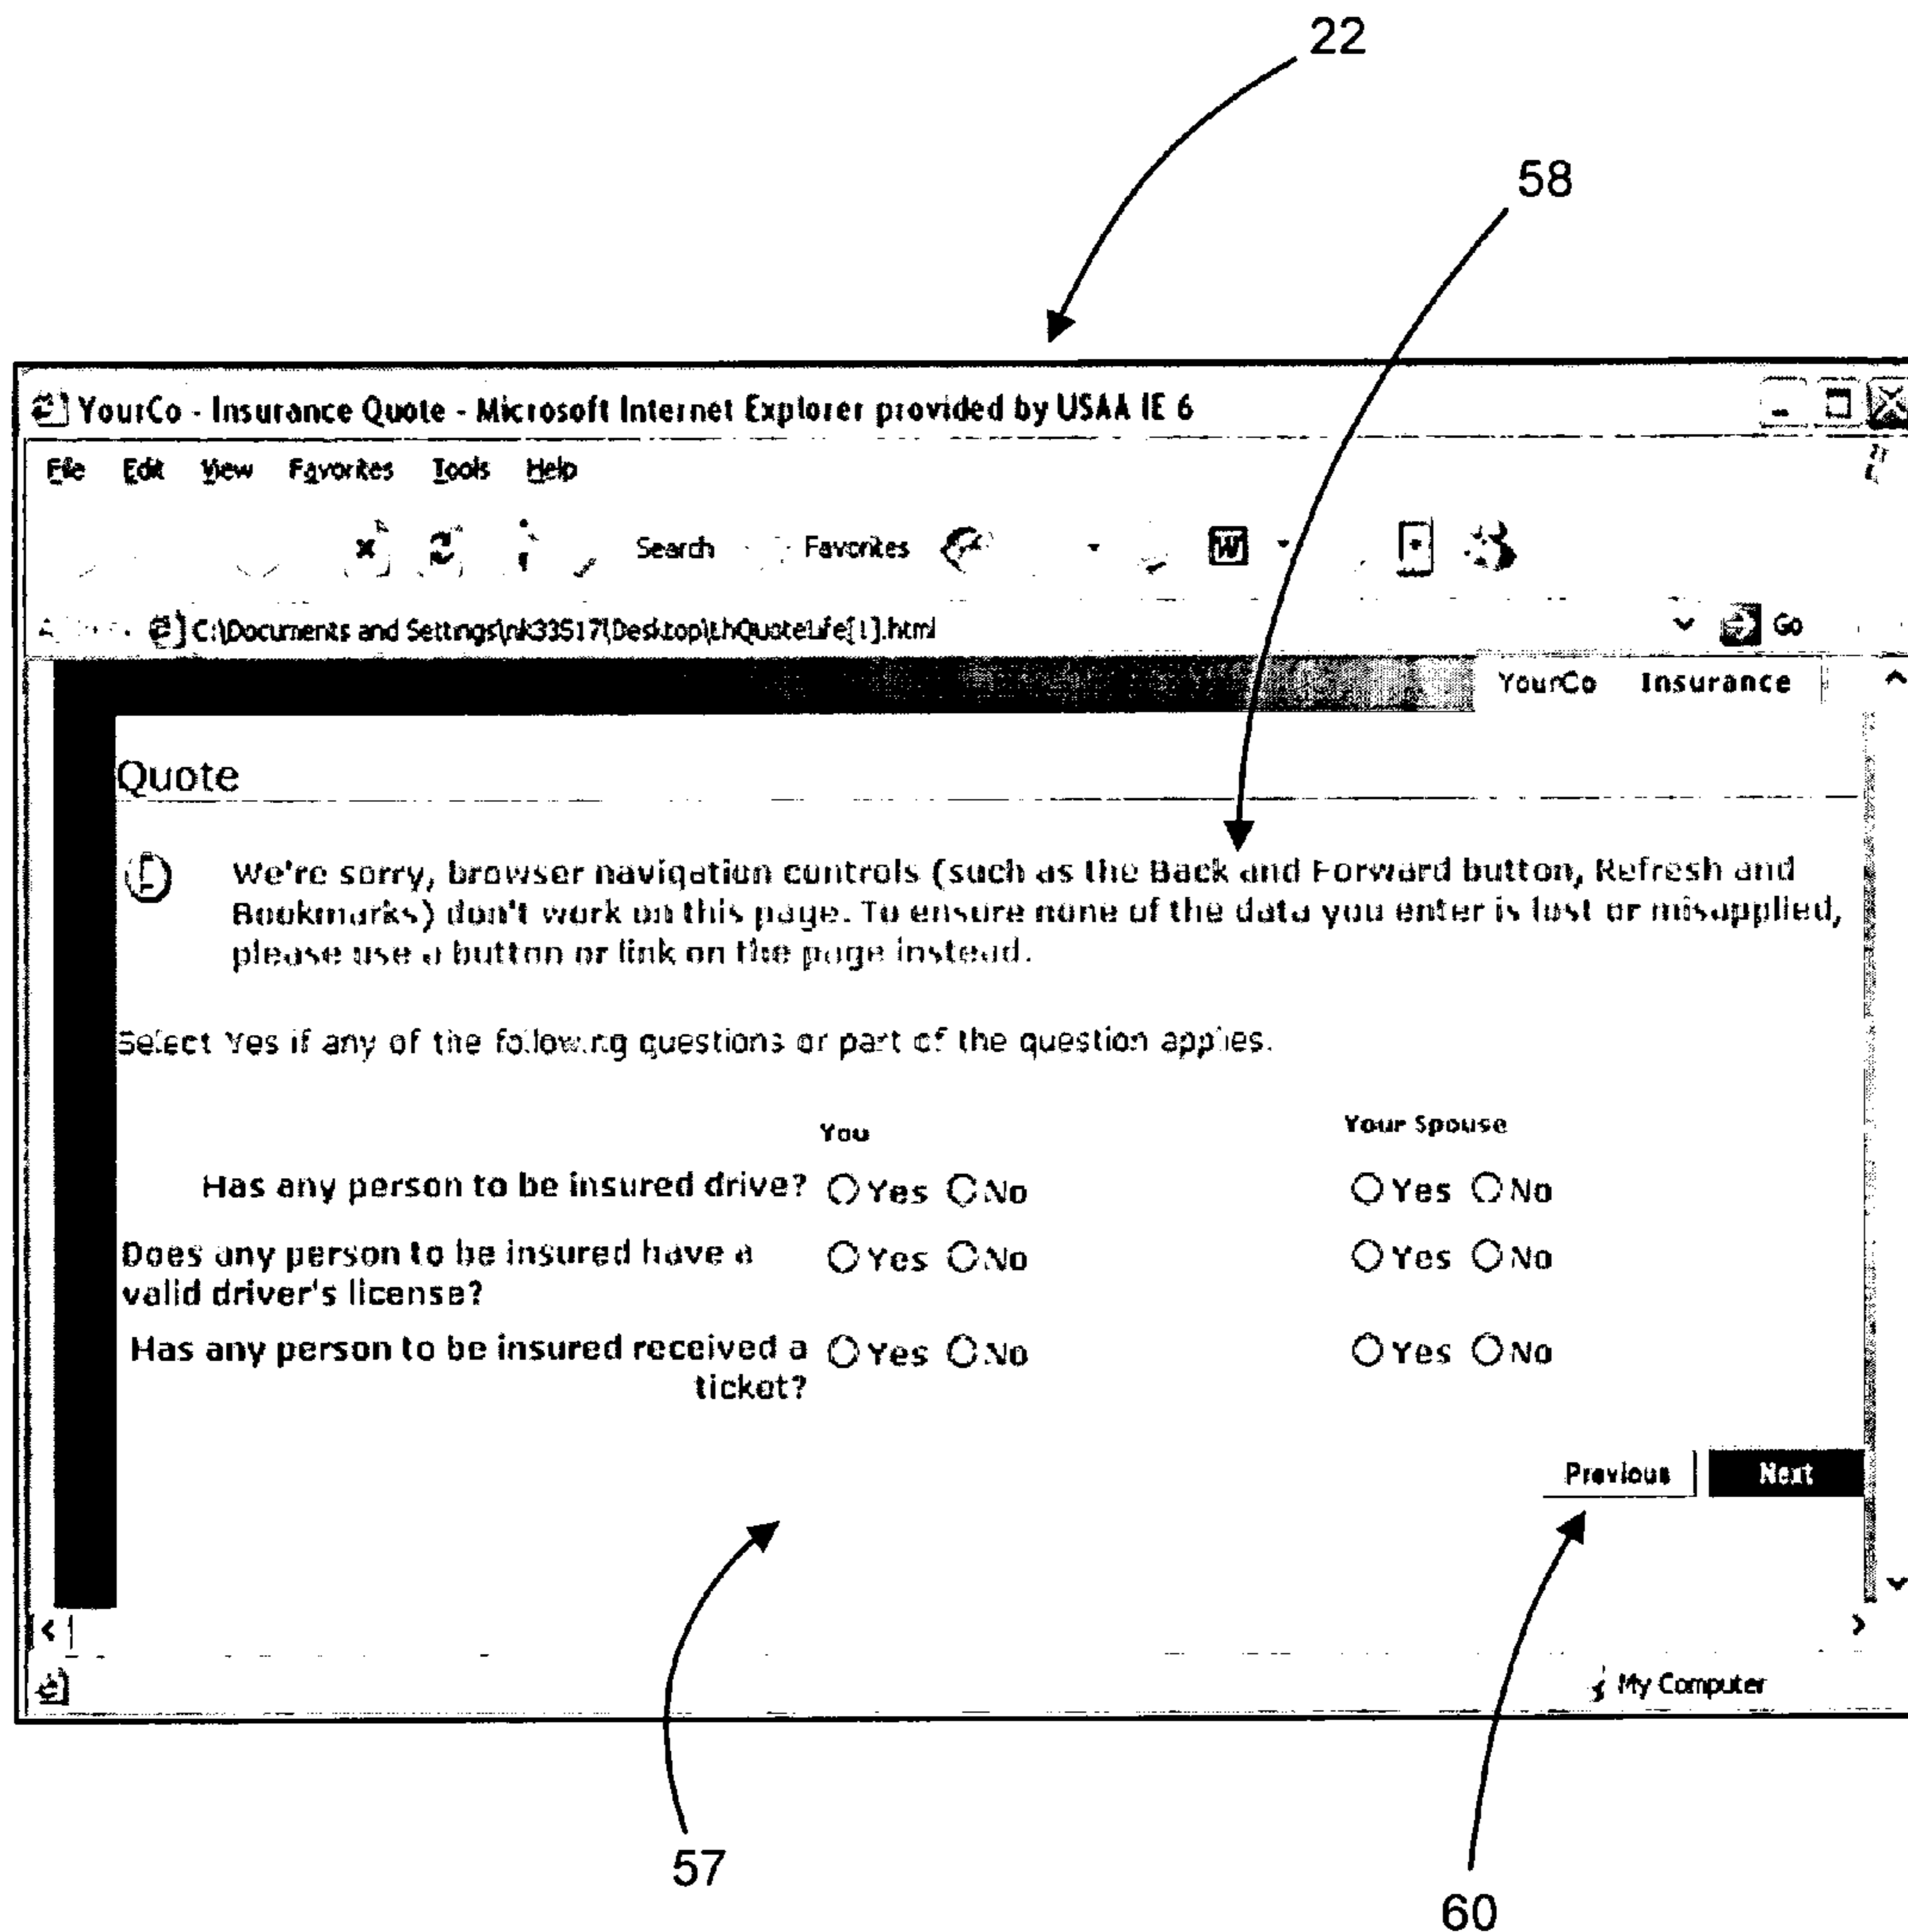 22
58
YourCo - Insurance Quote - Microsoft Internet Explorer provided by USAA IE 6
File Edit View Favorites Tools Help
Search Favorites
C:\Documents and Settings\nk33517\Desktop\LhQuoteLife[1].html Go
YourCo Insurance
Quote
We're sorry, browser navigation controls (such as the Back and Forward button, Refresh and
Bookmarks) don't work on this page. To ensure none of the data you enter is lost or misapplied,
please use a button or link on the page instead.
Select Yes if any of the following questions or part of the question applies.
You Your Spouse
Has any person to be insured drive? Yes No Yes No
Does any person to be insured have a Yes No Yes No
valid driver's license?
Has any person to be insured received a Yes No Yes No
ticket?
Previous Next
My Computer
57
60